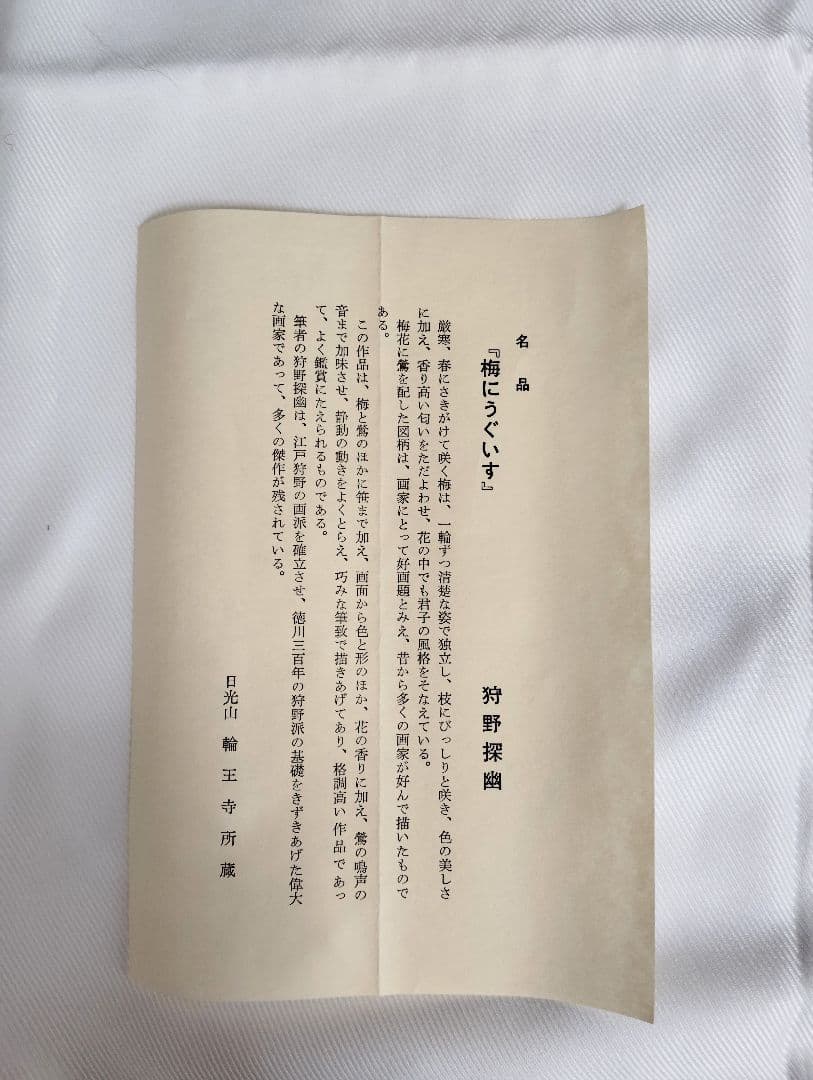 名品
『梅にうぐいす』 狩野探幽
厳寒、春にさきがけて咲く梅は、一輪ずつ清楚な姿で独立し、枝にびっしりと咲き、色の美しさ
に加え、香り高い匂いをただよわせ、花の中でも君子の風格をそなえている。
梅花に鶯を配した図柄は、画家にとって好画題とみえ、昔から多くの画家が好んで描いたもので
ある。
この作品は、梅と鶯のほかに笹まで加え、画面から色と形のほか、花の香りに加え、鶯の鳴声の
音まで加味させ、静動の動きをよくとらえ、巧みな筆致で描きあげてあり、格調高い作品であっ
て、よく鑑賞にたえられるものである。
筆者の狩野探幽は、江戸狩野の画派を確立させ、徳川三百年の狩野派の基礎をきずきあげた偉大
な画家であって、多くの傑作が残されている。
日光山 輪王寺所蔵